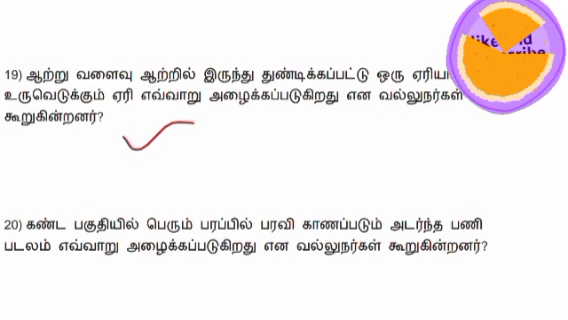 19) ஆற்று வளைவு ஆற்றில் இருந்து துண்டிக்கப்பட்டு ஒரு
உருவெடுக்கும் ஏரி எவ்வாறு அழைக்கப்படுகிறது என வல்லுநர்கள்
கூறுகின்றனர்?
20) கண்ட பகுதியில் பெரும் பரப்பில் பரவி காணப்படும் அடர்ந்த பணி
படலம் எவ்வாறு அழைக்கப்படுகிறது என வல்லுநர்கள் கூறுகின்றனர்?